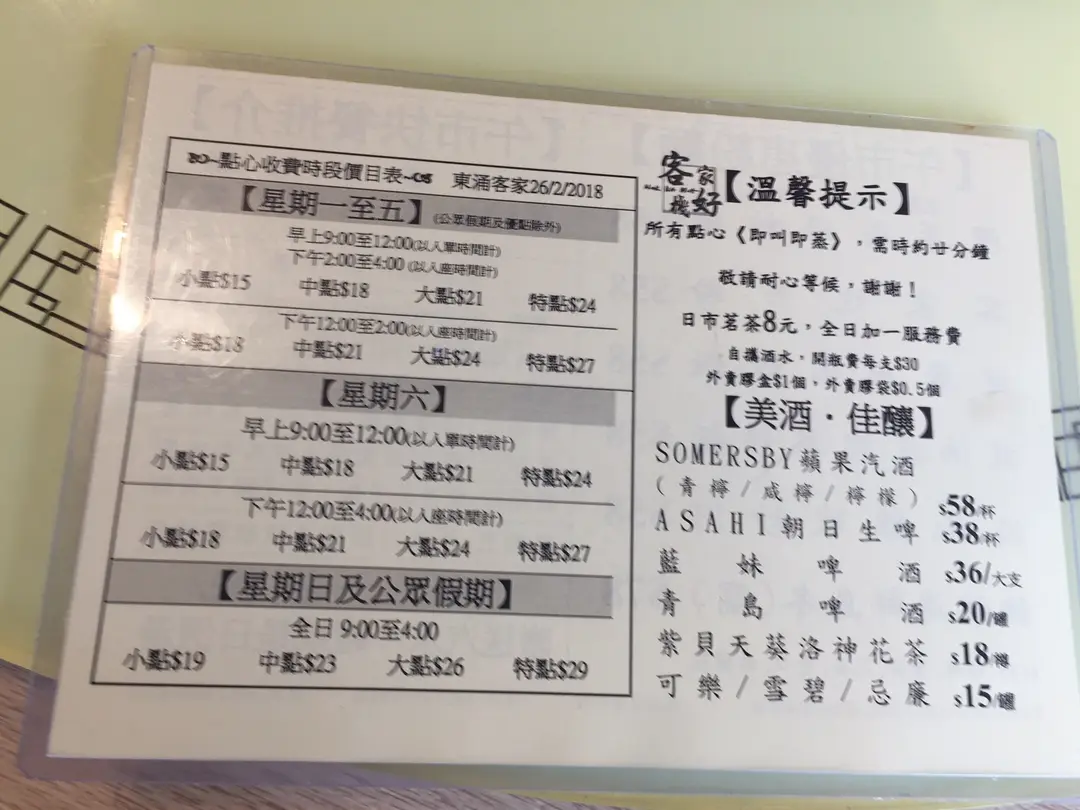 點心收費時段價目表 東涌客家26/2/2018
【星期一至五】(公眾假期及優點除外)
早上9:00至12:00(以入單時間計)
下午2:00至4:00 (以入座時間計)
小點$15 中點$18 大點$21 特點$24
下午12:00至2:00(以入座時間計)
小點$18 中點$21 大點$24 特點$27
【星期六】
早上9:00至12:00(以入單時間計)
小點$15 中點$18 大點$21 特點$24
下午12:00至4:00(以入座時間計)
小點$18 中點$21 大點$24 特點$27
【星期日及公眾假期】
全日 9:00至4:00
小點$19 中點$23 大點$26 特點$29
客家好棧【溫馨提示】
所有點心《即叫即蒸》，需時約廿分鐘
敬請耐心等候，謝謝！
日市茗茶8元，全日加一服務費
自攜酒水，開瓶費每支$30
外賣膠盒$1個，外賣膠袋$0.5個
【美酒·佳釀】
SOMERSBY蘋果汽酒
(青檸/咸檸/檸檬) $58/杯
ASAHI朝日生啤 $38/杯
藍妹啤酒 $36/大支
青島啤酒 $20/罐
紫貝天葵洛神花茶 $18/樽
可樂/雪碧/忌廉 $15/罐